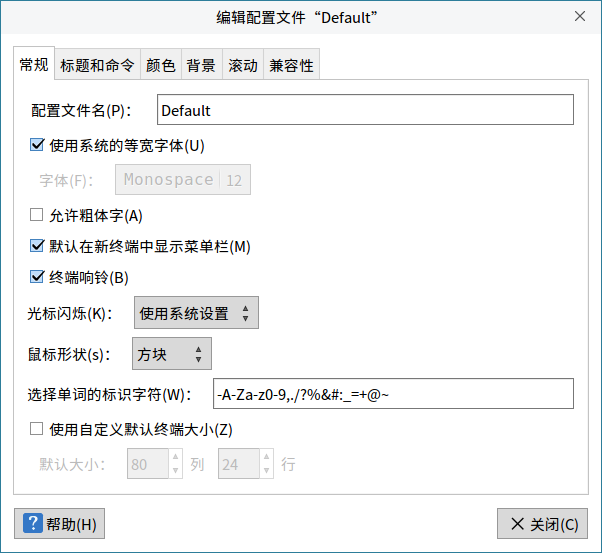 编辑配置文件“Default”
常规 标题和命令 颜色 背景 滚动 兼容性
配置文件名(P)： Default
使用系统的等宽字体(U)
字体(F)： Monospace 12
允许粗体字(A)
默认在新终端中显示菜单栏(M)
终端响铃(B)
光标闪烁(K)： 使用系统设置
鼠标形状(s)： 方块
选择单词的标识字符(W)： -A-Za-z0-9,./?%&#:_=+@~
使用自定义默认终端大小(Z)
默认大小： 80 列 24 行
帮助(H) 关闭(C)